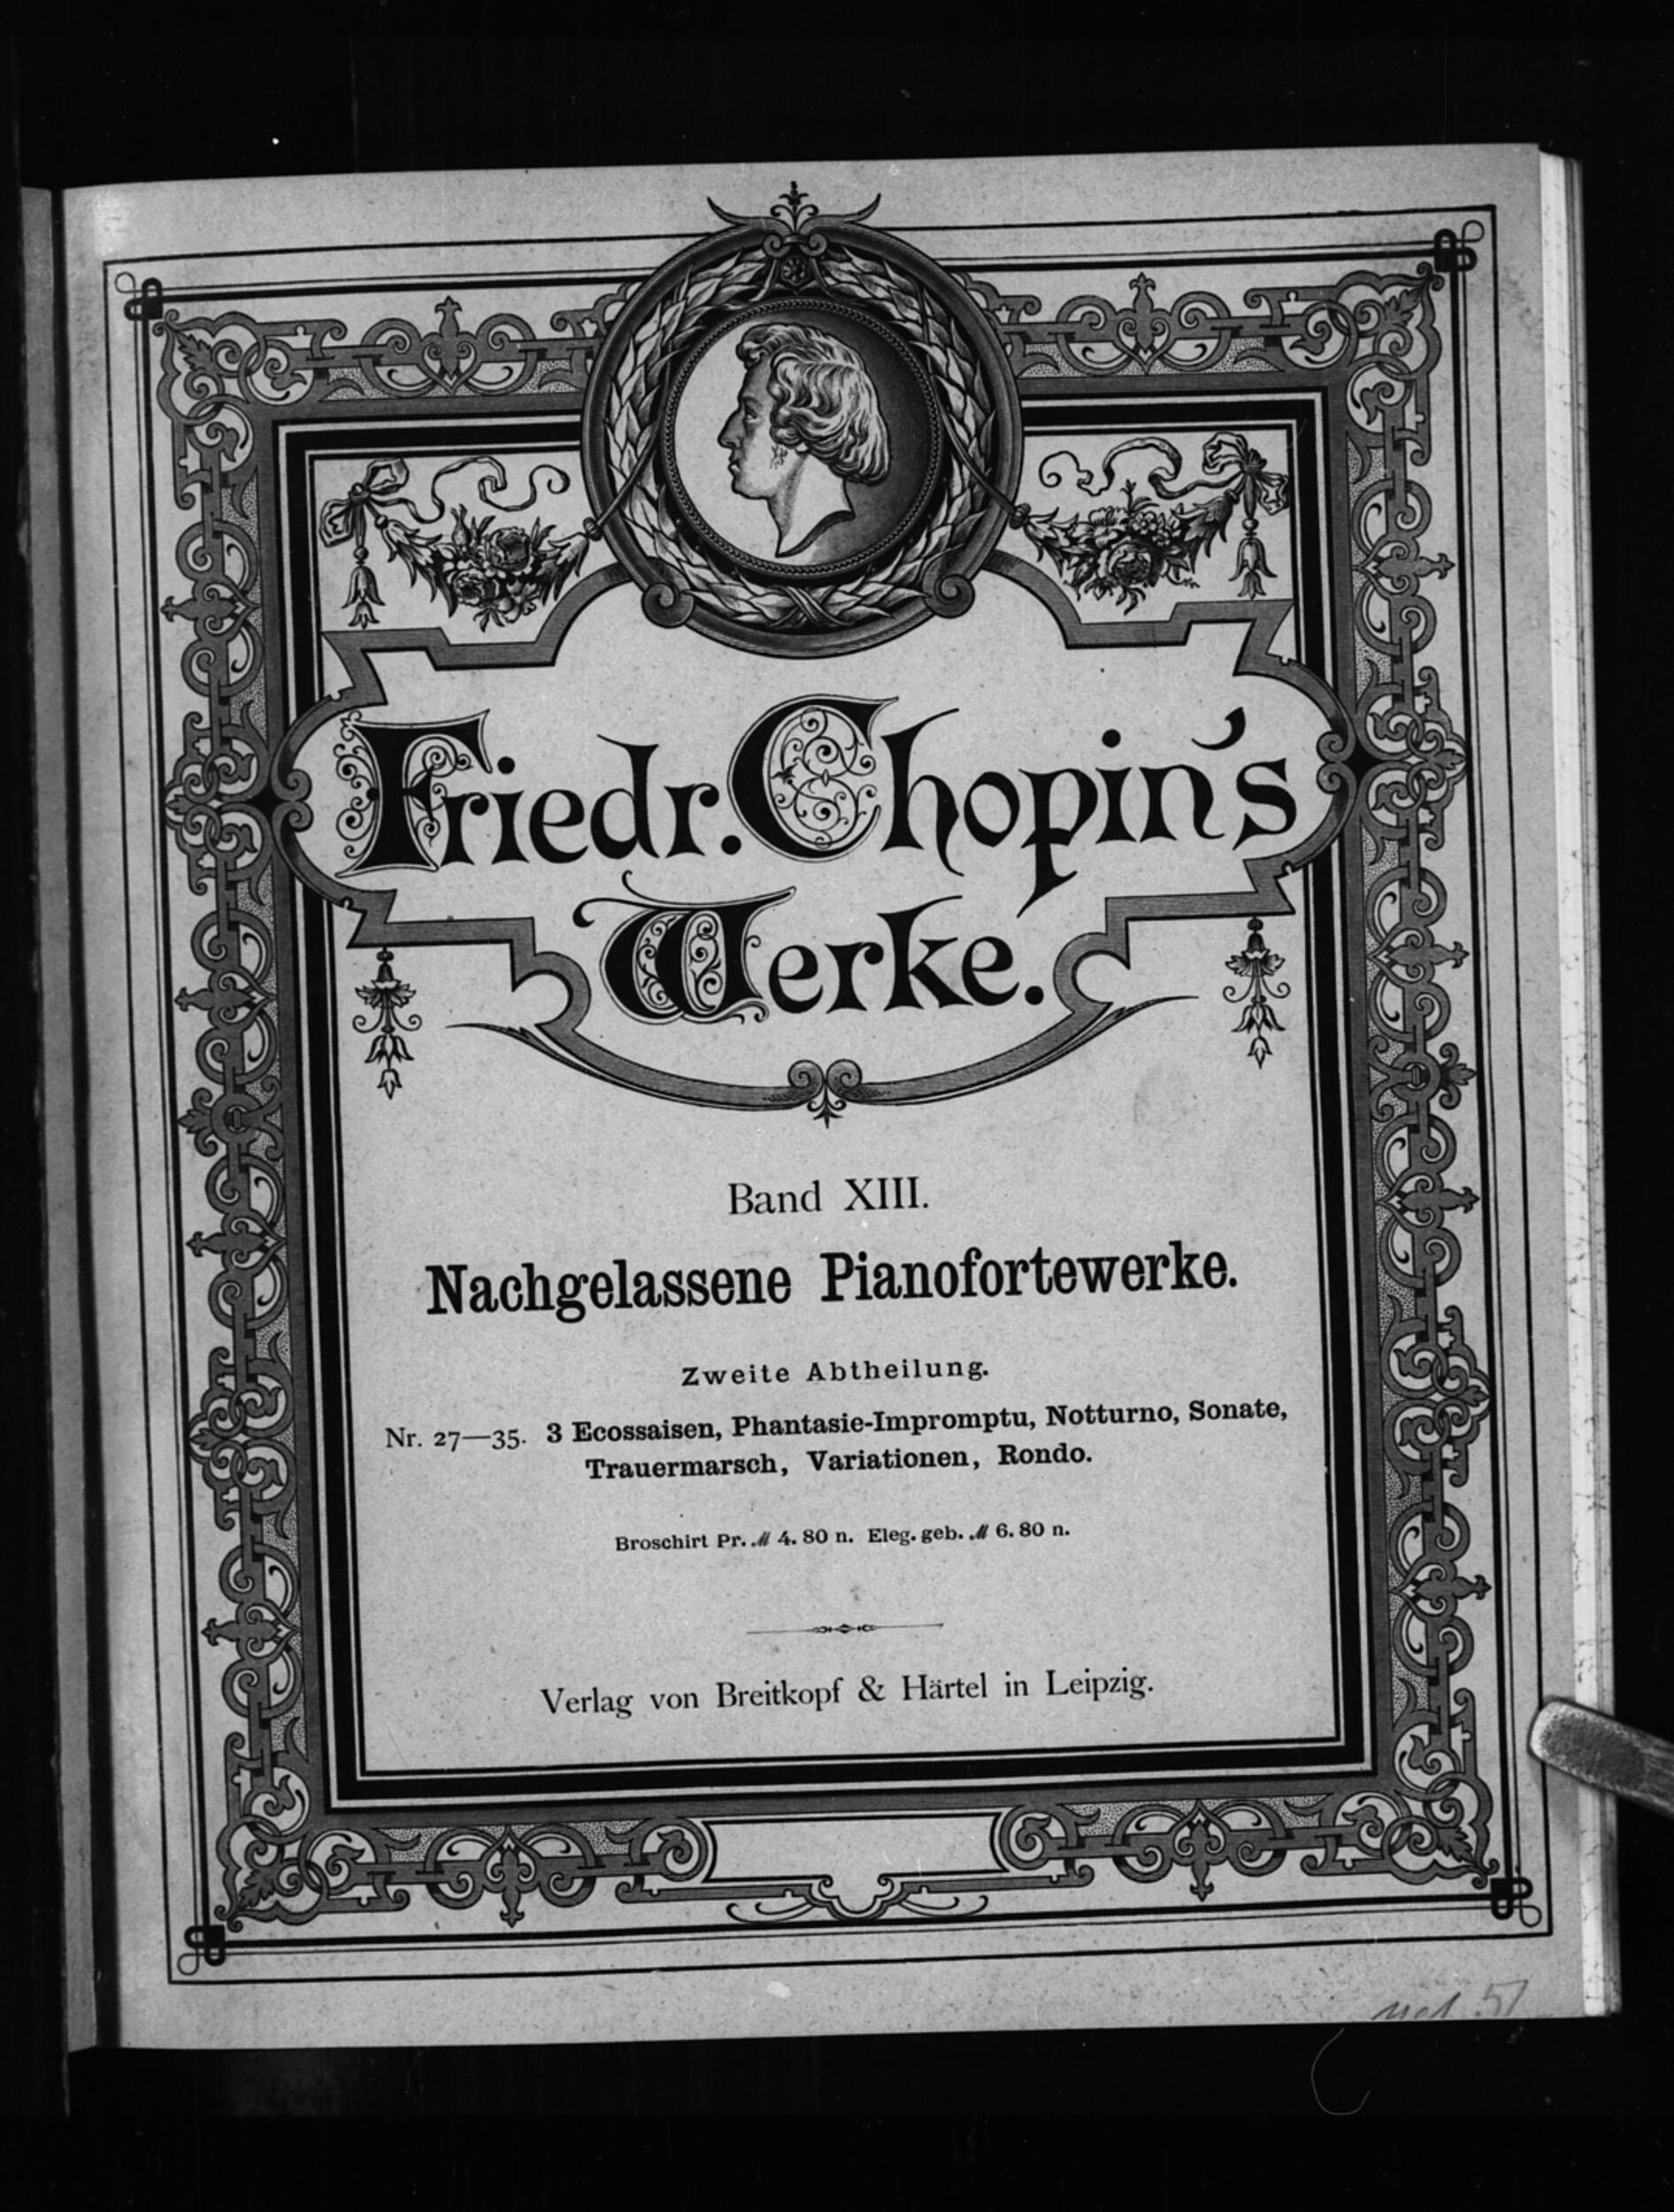 Friedr. Chopin's
Werke.
Band XIII.
Nachgelassene Pianofortewerke.
Zweite Abtheilung.
Nr. 27—35. 3 Ecossaisen, Phantasie-Impromptu, Notturno, Sonate,
Trauermarsch, Variationen, Rondo.
Broschirt Pr. ℳ 4. 80 n. Eleg. geb. ℳ 6. 80 n.
Verlag von Breitkopf & Härtel in Leipzig.